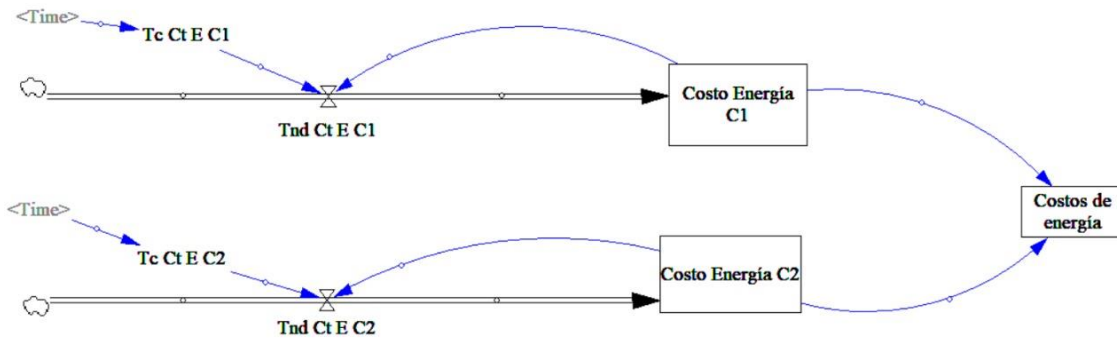 <Time>
Tc Ct E C1
Tnd Ct E C1
Costo Energía
C1
<Time>
Tc Ct E C2
Tnd Ct E C2
Costo Energía C2
Costos de
energía